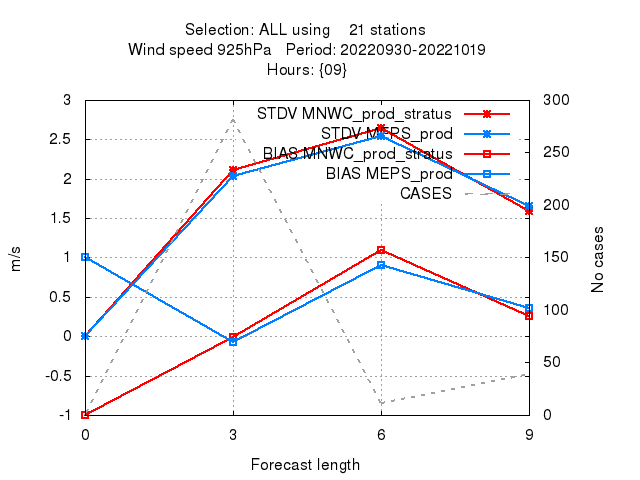 Selection: ALL using    21 stations
Wind speed 925hPa   Period: 20220930-20221019
Hours: {09}
STDV MNWC_prod_stratus
STDV MEPS_prod
BIAS MNWC_prod_stratus
BIAS MEPS_prod
CASES
3
2.5
2
1.5
1
0.5
0
-0.5
-1
300
250
200
150
100
50
0
m/s
No cases
0 3 6 9
Forecast length